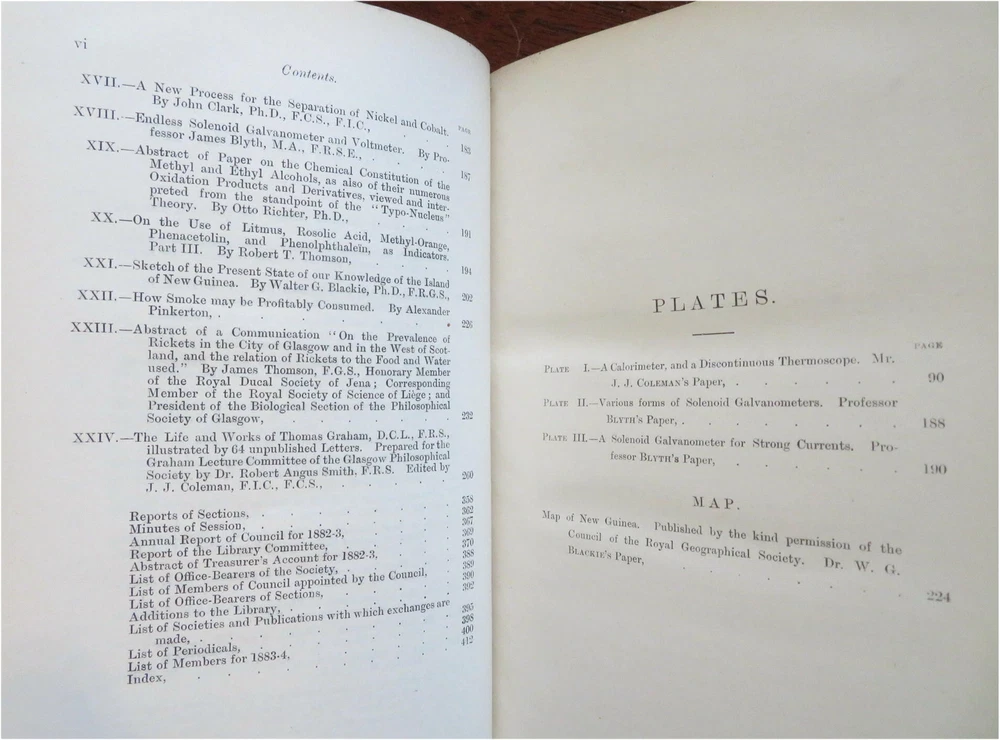 vi
Contents.
PAGE
XVII.—A New Process for the Separation of Nickel and Cobalt.
By John Clark, Ph.D., F.C.S., F.I.C., . . 183
XVIII.—Endless Solenoid Galvanometer and Voltmeter. By Pro-
fessor James Blyth, M.A., F.R.S.E., . . . . 187
XIX.—Abstract of Paper on the Chemical Constitution of the
Methyl and Ethyl Alcohols, as also of their numerous
Oxidation Products and Derivatives, viewed and inter-
preted from the standpoint of the "Typo-Nucleus"
Theory. By Otto Richter, Ph.D., . . . . 191
XX.—On the Use of Litmus, Rosolic Acid, Methyl-Orange,
Phenacetolin, and Phenolphthaleïn, as Indicators.
Part III. By Robert T. Thomson, . . . . 194
XXI.—Sketch of the Present State of our Knowledge of the Island
of New Guinea. By Walter G. Blackie, Ph.D., F.R.G.S., 202
XXII.—How Smoke may be Profitably Consumed. By Alexander
Pinkerton, . . . . . . . 226
XXIII.—Abstract of a Communication "On the Prevalence of
Rickets in the City of Glasgow and in the West of Scot-
land, and the relation of Rickets to the Food and Water
used." By James Thomson, F.G.S., Honorary Member
of the Royal Ducal Society of Jena; Corresponding
Member of the Royal Society of Science of Liège; and
President of the Biological Section of the Philosophical
Society of Glasgow, . . . . . . 232
XXIV.—The Life and Works of Thomas Graham, D.C.L., F.R.S.,
illustrated by 64 unpublished Letters. Prepared for the
Graham Lecture Committee of the Glasgow Philosophical
Society by Dr. Robert Angus Smith, F.R.S. Edited by
J. J. Coleman, F.I.C., F.C.S., . . . . . 260
Reports of Sections, . . . . . . 358
Minutes of Session, . . . . . . 362
Annual Report of Council for 1882-3, . . . . 367
Report of the Library Committee, . . . . 369
Abstract of Treasurer's Account for 1882-3, . . . 370
List of Office-Bearers of the Society, . . . . 388
List of Members of Council appointed by the Council, . 389
List of Office-Bearers of Sections, . . . . 390
Additions to the Library, . . . . . . 392
List of Societies and Publications with which exchanges are
made, . . . . . . . 395
List of Periodicals, . . . . . . 398
List of Members for 1883-4, . . . . . 400
Index, . . . . . . . 412
PLATES.
PAGE
Plate I.—A Calorimeter, and a Discontinuous Thermoscope. Mr.
J. J. Coleman's Paper, . . . . . 90
Plate II.—Various forms of Solenoid Galvanometers. Professor
Blyth's Paper, . . . . . . 188
Plate III.—A Solenoid Galvanometer for Strong Currents. Pro-
fessor Blyth's Paper, . . . . . 190
MAP.
Map of New Guinea. Published by the kind permission of the
Council of the Royal Geographical Society. Dr. W. G.
Blackie's Paper, . . . . . . 224